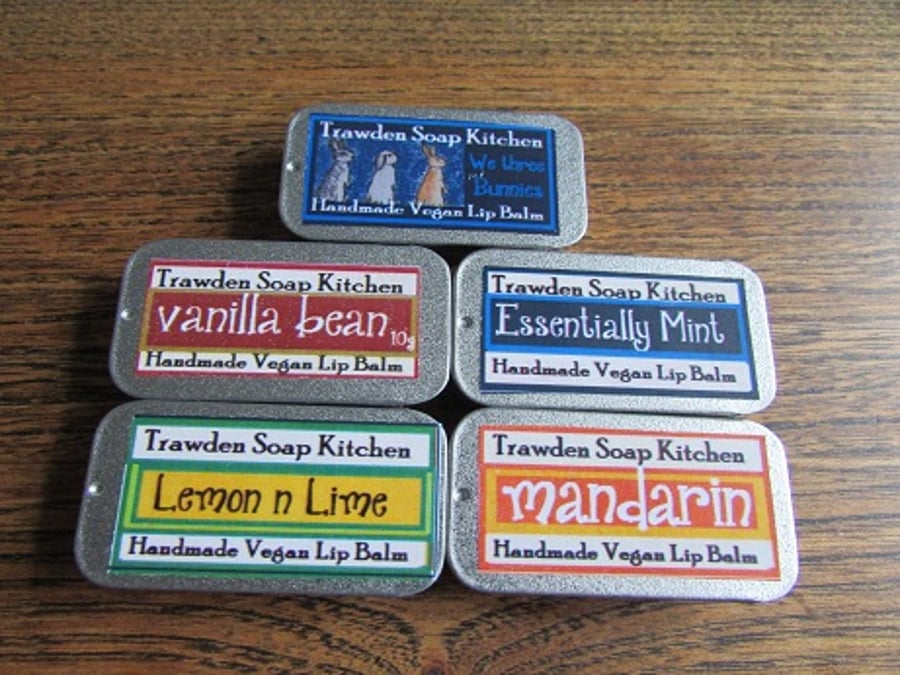 Trawden Soap Kitchen
We three
Bunnies
Handmade Vegan Lip Balm
Trawden Soap Kitchen
vanilla bean
10g
Handmade Vegan Lip Balm
Trawden Soap Kitchen
Essentially Mint
Handmade Vegan Lip Balm
Trawden Soap Kitchen
Lemon n Lime
Handmade Vegan Lip Balm
Trawden Soap Kitchen
mandarin
Handmade Vegan Lip Balm